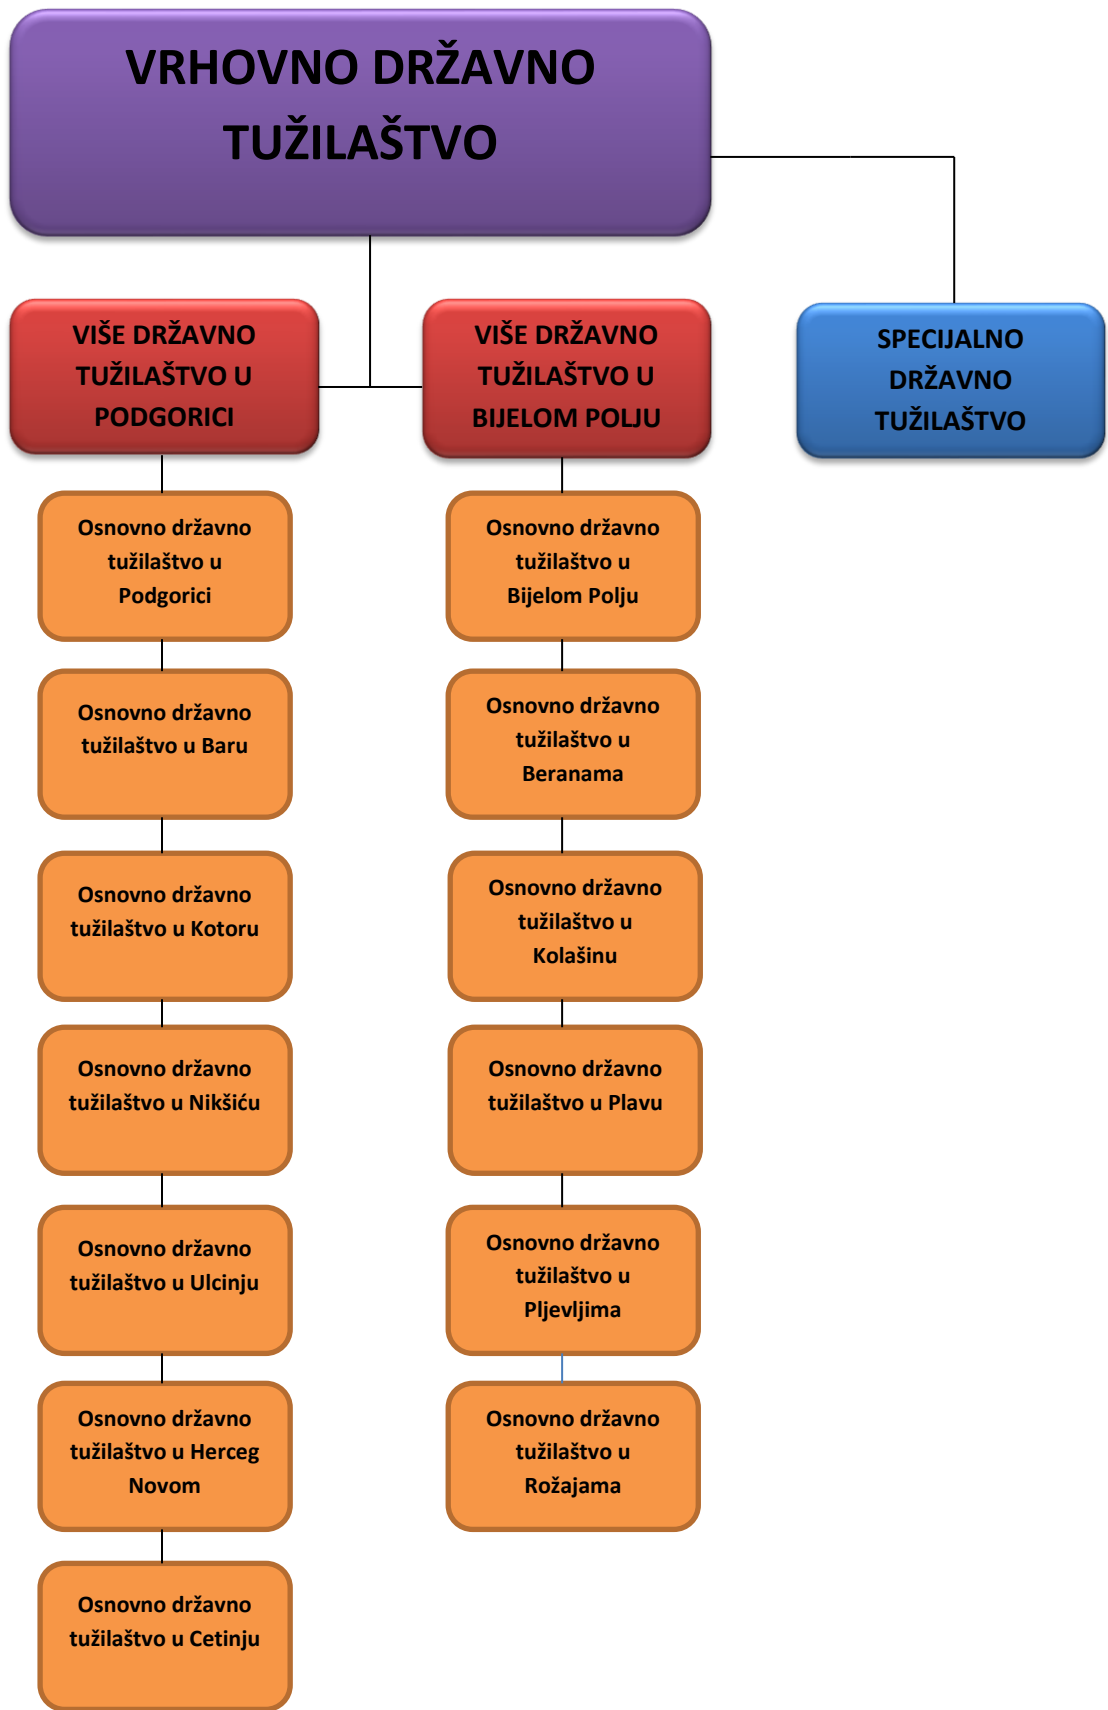 VRHOVNO DRŽAVNO
TUŽILAŠTVO
VIŠE DRŽAVNO
TUŽILAŠTVO U
PODGORICI
VIŠE DRŽAVNO
TUŽILAŠTVO U
BIJELOM POLJU
SPECIJALNO
DRŽAVNO
TUŽILAŠTVO
Osnovno državno
tužilaštvo u
Podgorici
Osnovno državno
tužilaštvo u Baru
Osnovno državno
tužilaštvo u Kotoru
Osnovno državno
tužilaštvo u Nikšiću
Osnovno državno
tužilaštvo u Ulcinju
Osnovno državno
tužilaštvo u Herceg
Novom
Osnovno državno
tužilaštvo u Cetinju
Osnovno državno
tužilaštvo u
Bijelom Polju
Osnovno državno
tužilaštvo u
Beranama
Osnovno državno
tužilaštvo u
Kolašinu
Osnovno državno
tužilaštvo u Plavu
Osnovno državno
tužilaštvo u
Pljevljima
Osnovno državno
tužilaštvo u
Rožajama